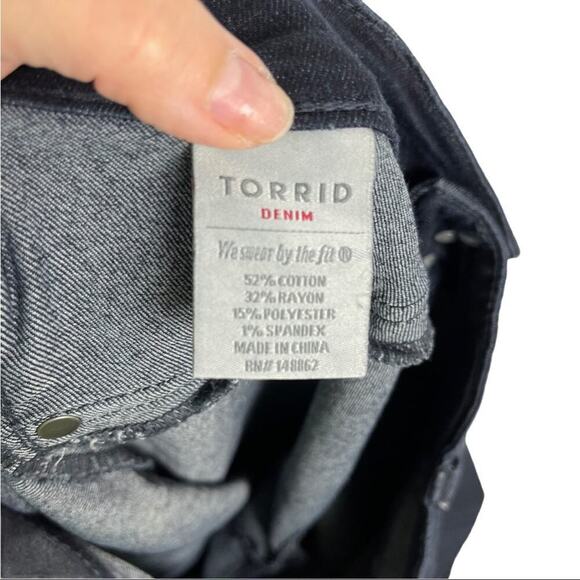 TORRID
DENIM
We swear by the fit ®
52% COTTON
32% RAYON
15% POLYESTER
1% SPANDEX
MADE IN CHINA
RN# 148862